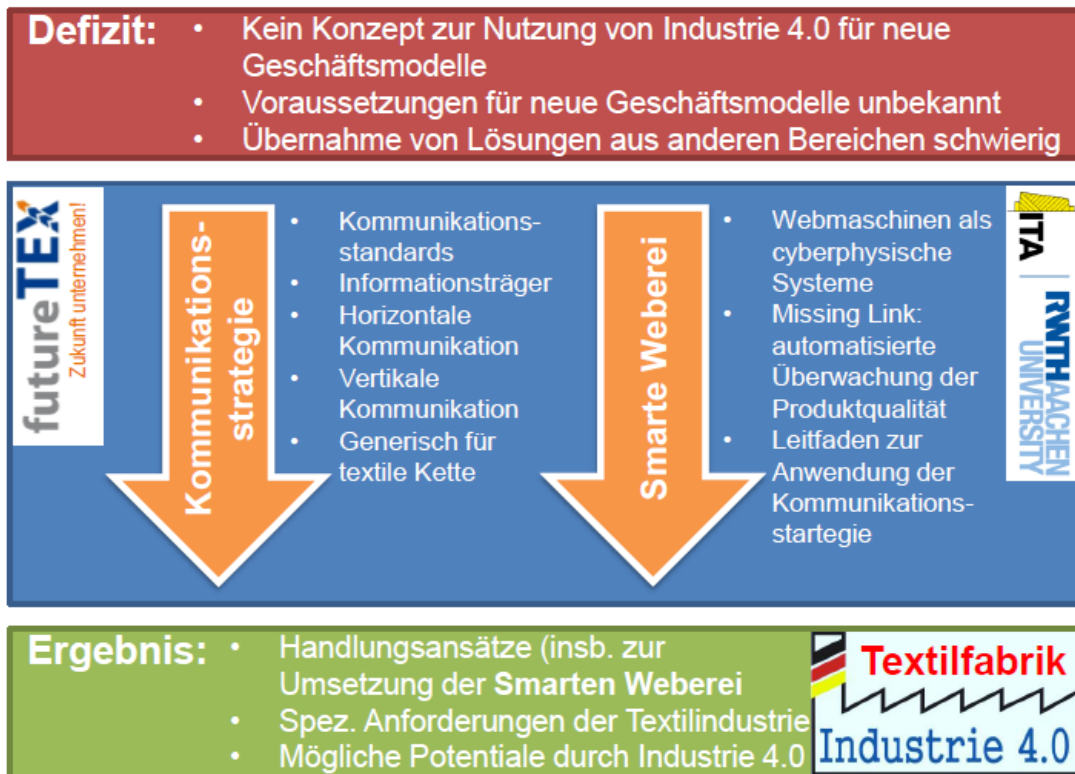 Defizit:
• Kein Konzept zur Nutzung von Industrie 4.0 für neue
Geschäftsmodelle
• Voraussetzungen für neue Geschäftsmodelle unbekannt
• Übernahme von Lösungen aus anderen Bereichen schwierig
futureTEX
Zukunft unternehmen!
Kommunikations-
strategie
• Kommunikations-
standards
• Informationsträger
• Horizontale
Kommunikation
• Vertikale
Kommunikation
• Generisch für
textile Kette
Smarte Weberei
• Webmaschinen als
cyberphysische
Systeme
• Missing Link:
automatisierte
Überwachung der
Produktqualität
• Leitfaden zur
Anwendung der
Kommunikations-
startegie
ITA
RWTHAACHEN
UNIVERSITY
Ergebnis:
• Handlungsansätze (insb. zur
Umsetzung der Smarten Weberei
• Spez. Anforderungen der Textilindustrie
• Mögliche Potentiale durch Industrie 4.0
Textilfabrik
Industrie 4.0